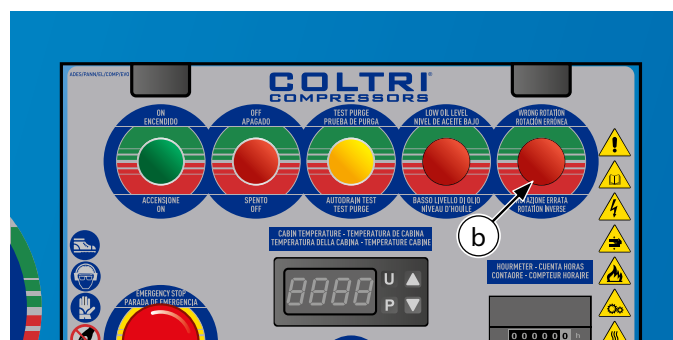 ADES/PANN/EL/COMP/EVO
COLTRI
COMPRESSORS
ON
ENCENDIDO
ACCENSIONE
ON
OFF
APAGADO
SPENTO
OFF
TEST PURGE
PRUEBA DE PURGA
AUTODRAIN TEST
TEST PURGE
LOW OIL LEVEL
NIVEL DE ACEITE BAJO
BASSO LIVELLO DI OLIO
NIVEAU D'HOUILE
WRONG ROTATION
ROTACIÓN ERRÓNEA
ROTATION INVERSE
b
CABIN TEMPERATURE - TEMPERATURA DE CABINA
TEMPERATURA DELLA CABINA - TEMPERATURE CABINE
8888
U
P
HOURMETER - CUENTA HORAS
CONTAORE - COMPTEUR HORAIRE
000000 h
EMERGENCY STOP
PARADA DE EMERGENCIA